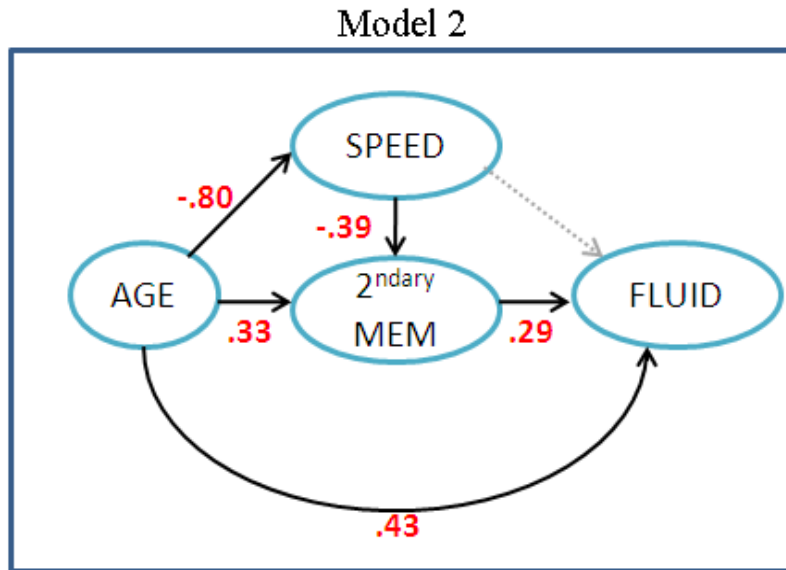 Model 2
SPEED
-.80
-.39
AGE
2ndary
MEM
FLUID
.33
.29
.43